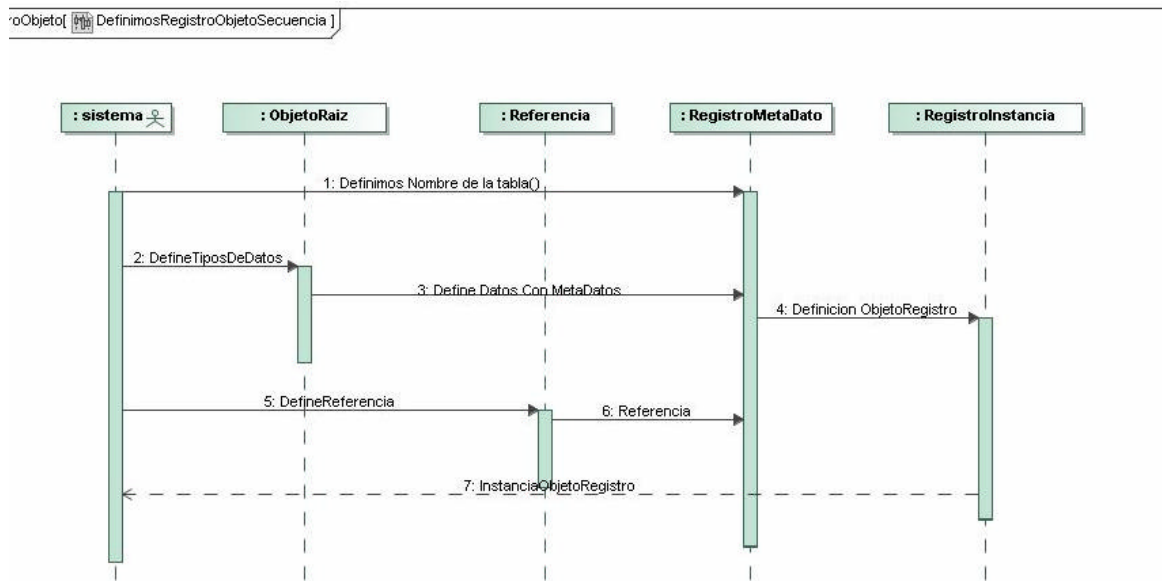 roObjeto[ DefinimosRegistroObjetoSecuencia ]
: sistema
: ObjetoRaiz
: Referencia
: RegistroMetaDato
: RegistroInstancia
1: Definimos Nombre de la tabla()
2: DefineTiposDeDatos
3: Define Datos Con MetaDatos
4: Definicion ObjetoRegistro
5: DefineReferencia
6: Referencia
7: InstanciaObjetoRegistro